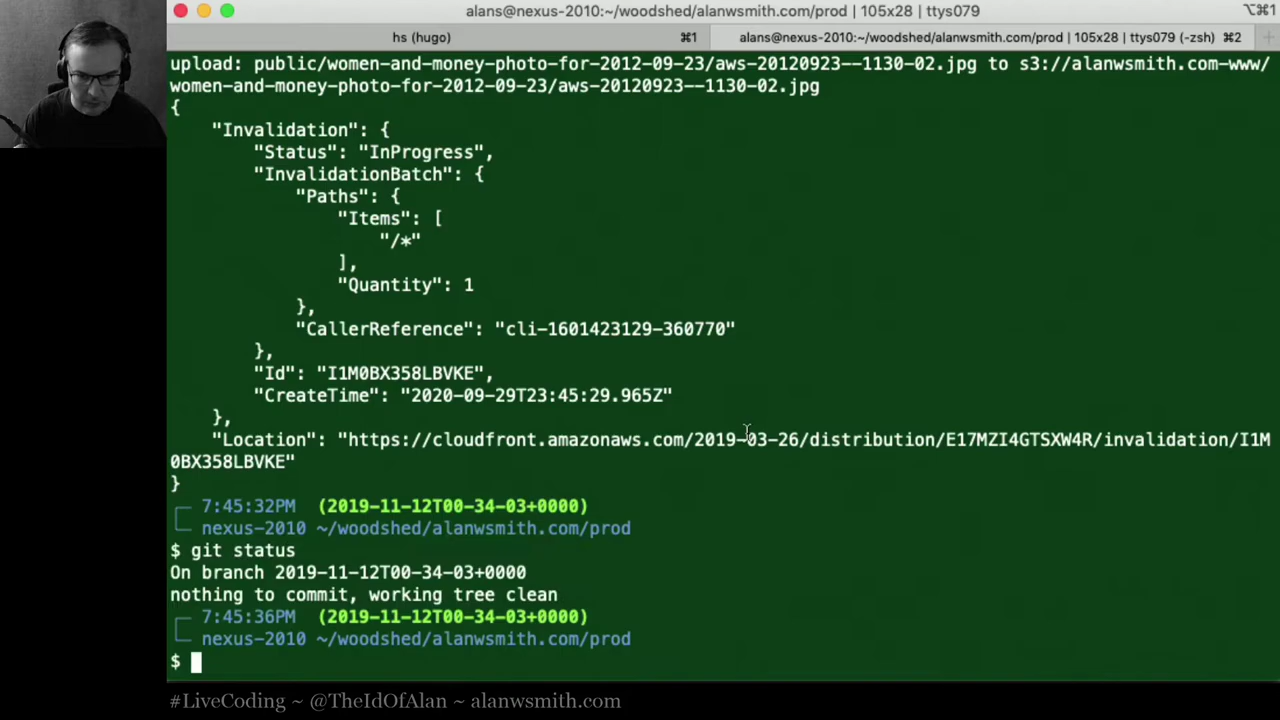 alans@nexus-2010:~/woodshed/alanwsmith.com/prod | 105x28 | ttys079
⌥⌘1
hs (hugo) ⌘1
alans@nexus-2010:~/woodshed/alanwsmith.com/prod | 105x28 | ttys079 (-zsh) ⌘2 +
upload: public/women-and-money-photo-for-2012-09-23/aws-20120923--1130-02.jpg to s3://alanwsmith.com-www/
women-and-money-photo-for-2012-09-23/aws-20120923--1130-02.jpg
{
    "Invalidation": {
        "Status": "InProgress",
        "InvalidationBatch": {
            "Paths": {
                "Items": [
                    "/*"
                ],
                "Quantity": 1
            },
            "CallerReference": "cli-1601423129-360770"
        },
        "Id": "I1M0BX358LBVKE",
        "CreateTime": "2020-09-29T23:45:29.965Z"
    },
    "Location": "https://cloudfront.amazonaws.com/2019-03-26/distribution/E17MZI4GTSXW4R/invalidation/I1M
0BX358LBVKE"
}
7:45:32PM (2019-11-12T00-34-03+0000)
nexus-2010 ~/woodshed/alanwsmith.com/prod
$ git status
On branch 2019-11-12T00-34-03+0000
nothing to commit, working tree clean
7:45:36PM (2019-11-12T00-34-03+0000)
nexus-2010 ~/woodshed/alanwsmith.com/prod
$
#LiveCoding ~ @TheIdOfAlan ~ alanwsmith.com